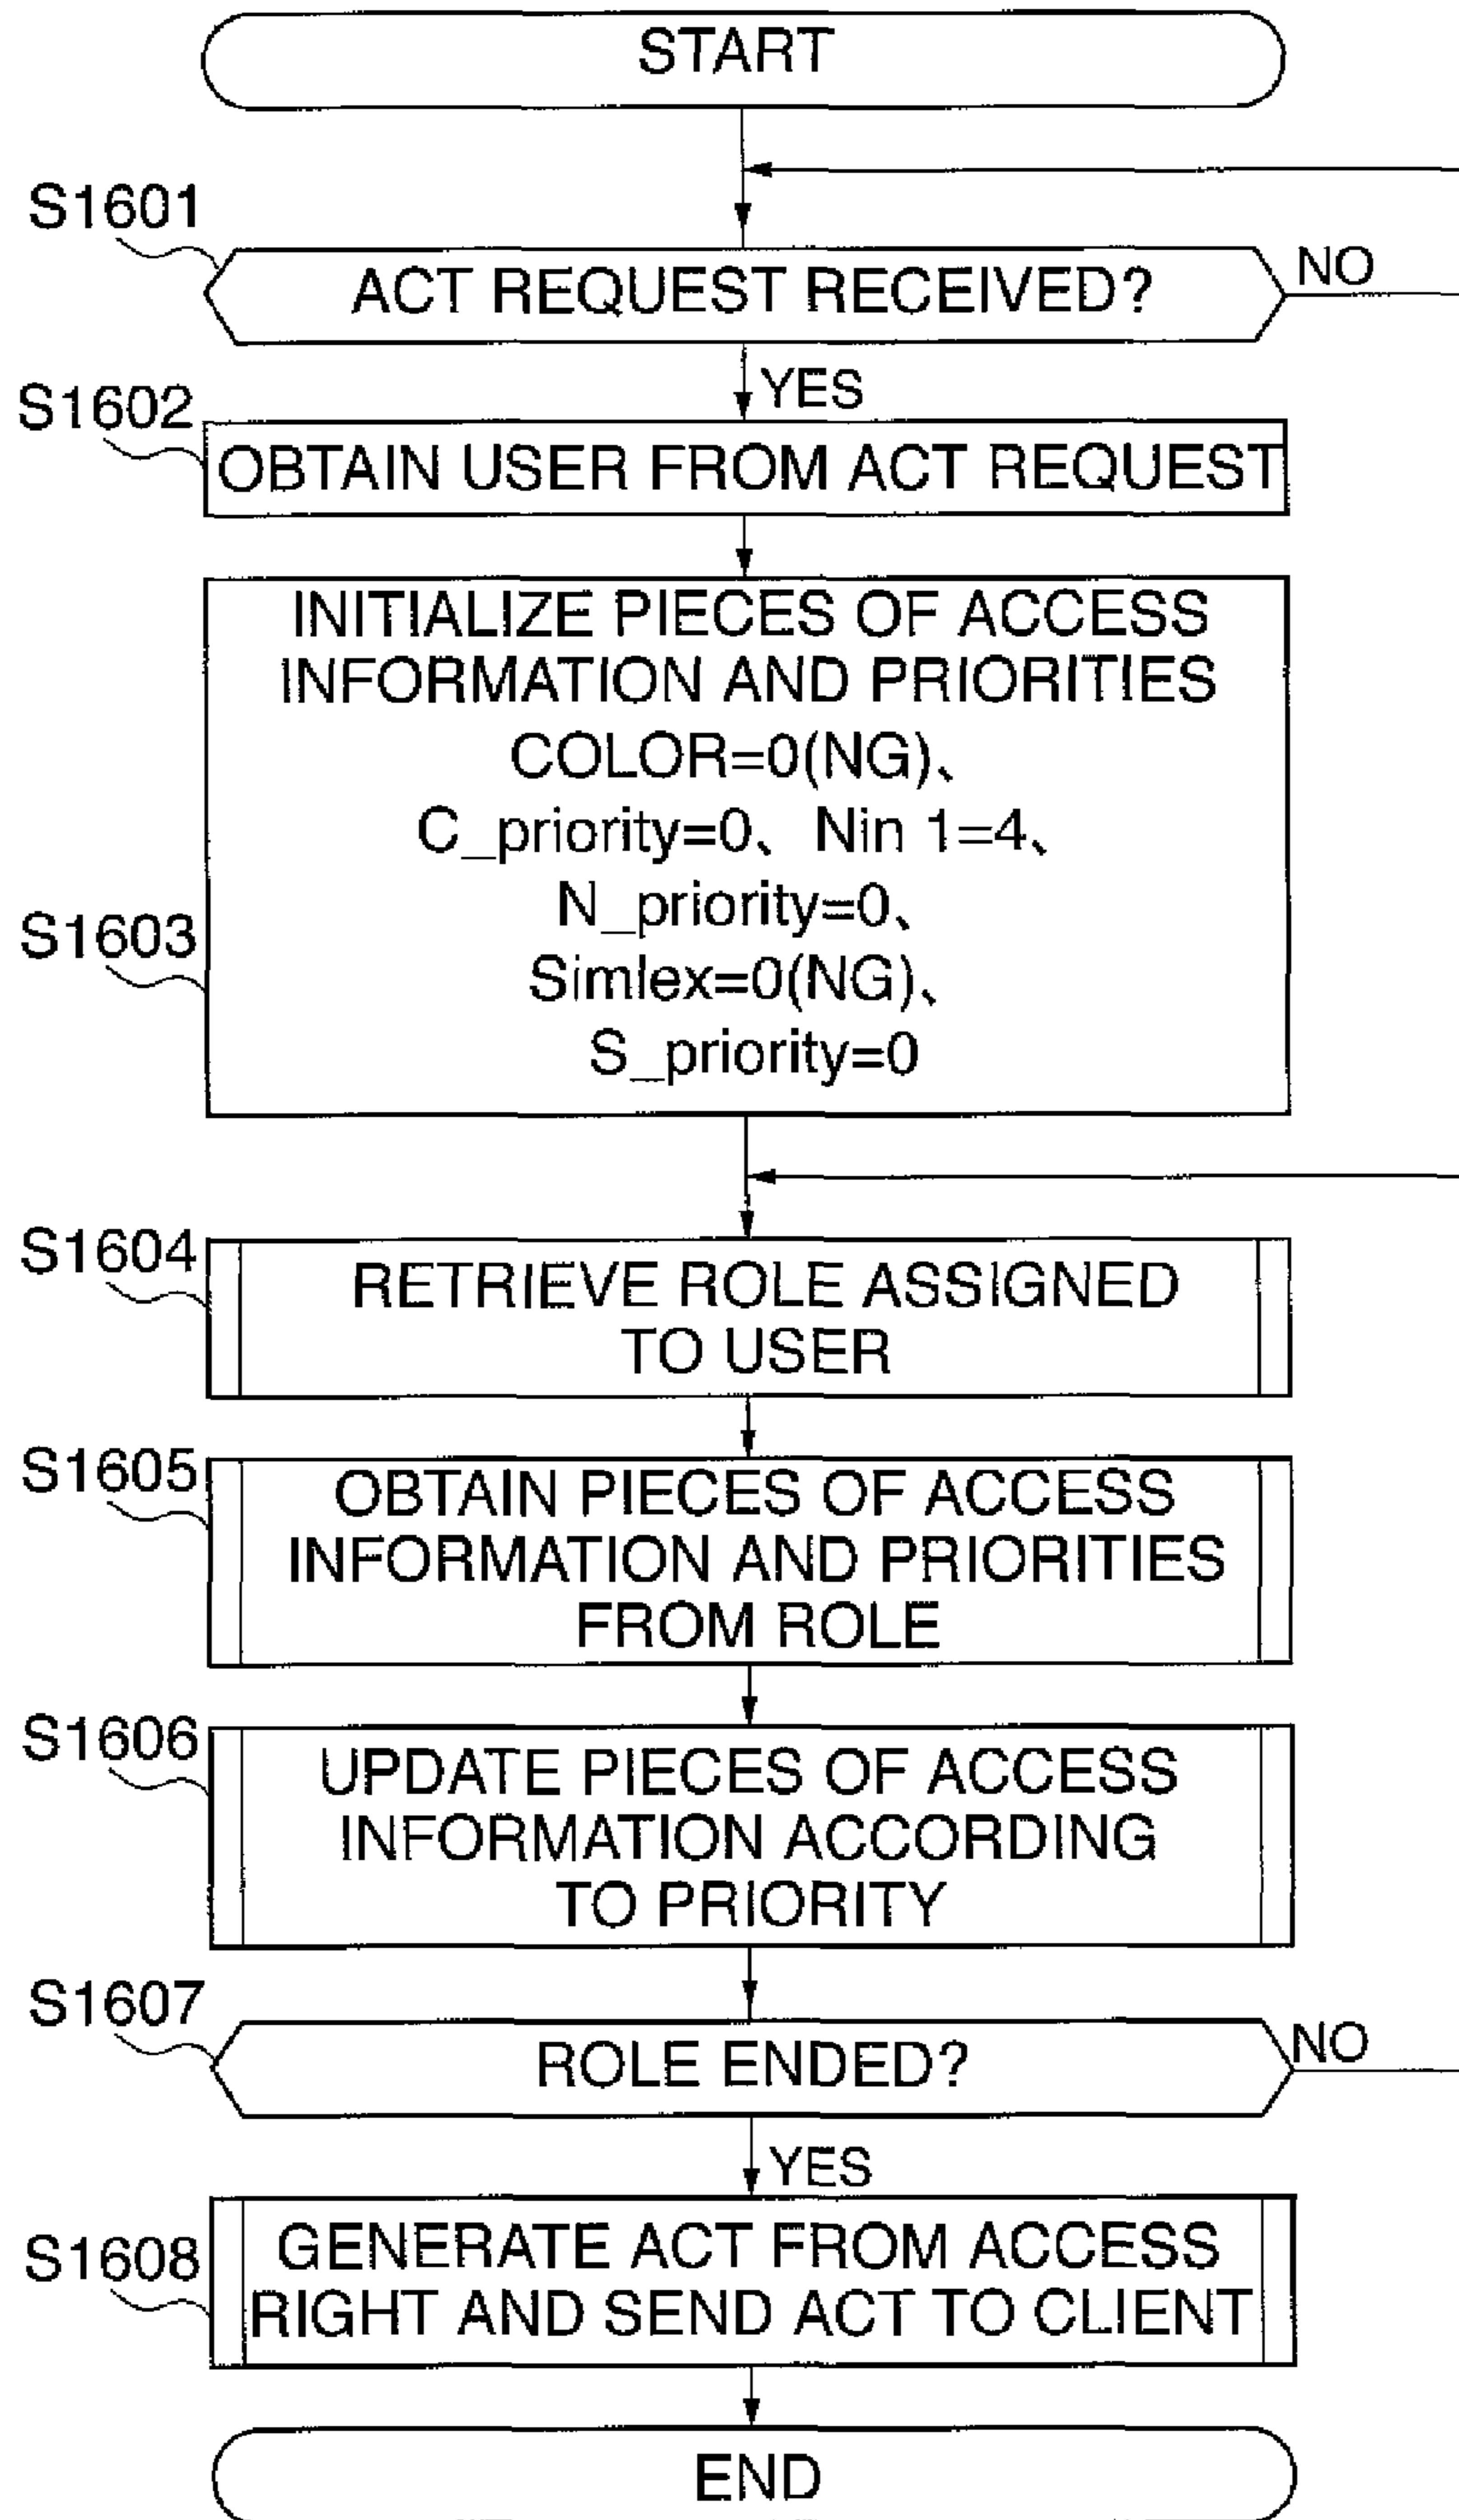 START
S1601
ACT REQUEST RECEIVED?
NO
YES
S1602
OBTAIN USER FROM ACT REQUEST
INITIALIZE PIECES OF ACCESS
INFORMATION AND PRIORITIES
COLOR=0(NG)、
C_priority=0、 Nin 1=4、
N_priority=0、
S1603
Simlex=0(NG)、
S_priority=0
S1604
RETRIEVE ROLE ASSIGNED
TO USER
S1605
OBTAIN PIECES OF ACCESS
INFORMATION AND PRIORITIES
FROM ROLE
S1606
UPDATE PIECES OF ACCESS
INFORMATION ACCORDING
TO PRIORITY
S1607
ROLE ENDED?
NO
YES
S1608
GENERATE ACT FROM ACCESS
RIGHT AND SEND ACT TO CLIENT
END